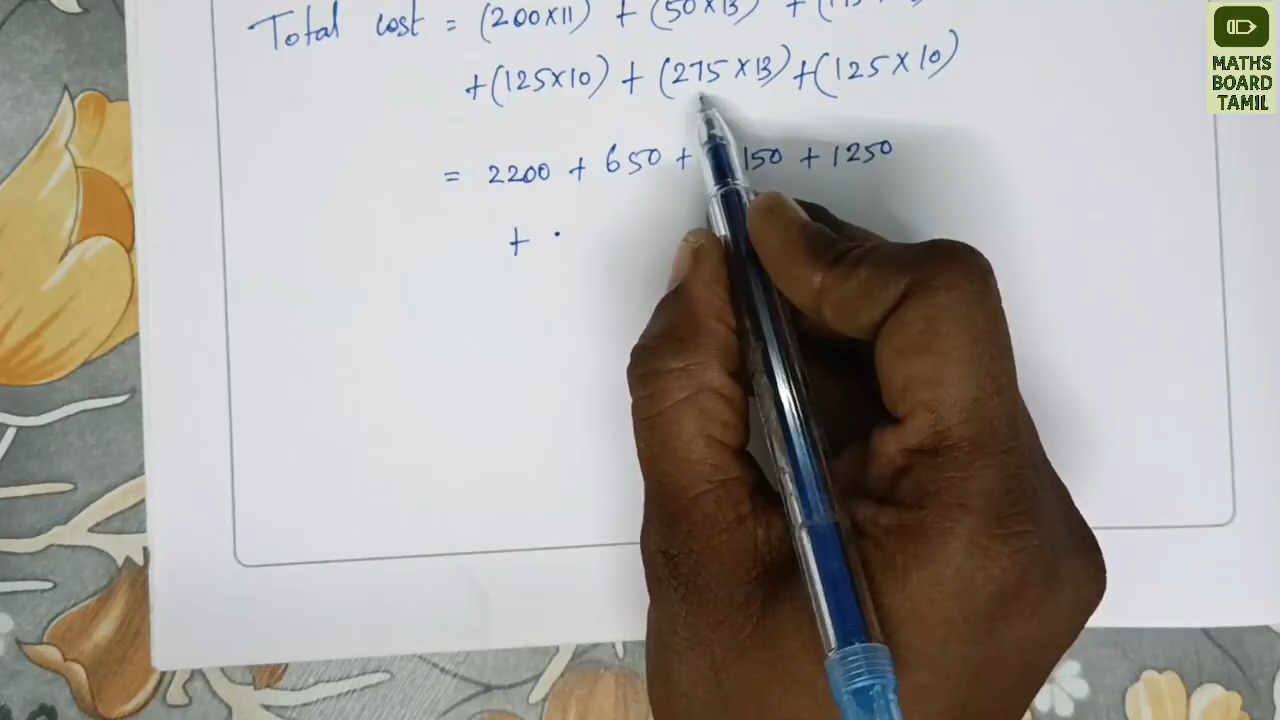 Total cost = (200×11) + (50×13) + (
+(125×10) + (275×13)+(125×10)
= 2200 + 650 + 150 + 1250
+
MATHS
BOARD
TAMIL